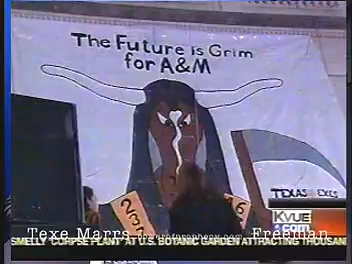 The Future is Grim
for A&M
TEXAS EXES
KVUE
Texe Marrs
Freeman
SMELLY "CORPSE PLANT" AT U.S. BOTANIC GARDEN ATTRACTING THOUSAN